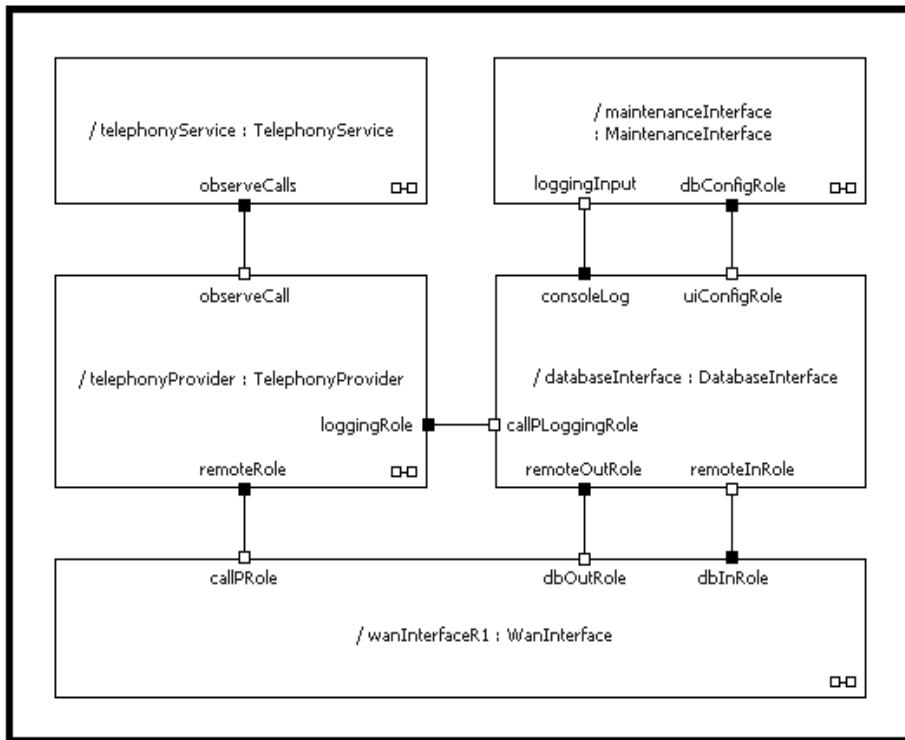 / telephonyService : TelephonyService
observeCalls
/ maintenanceInterface
: MaintenanceInterface
loggingInput
dbConfigRole
observeCall
/ telephonyProvider : TelephonyProvider
loggingRole
remoteRole
consoleLog
uiConfigRole
/ databaseInterface : DatabaseInterface
callPLoggingRole
remoteOutRole
remoteInRole
callPRole
dbOutRole
dbInRole
/ wanInterfaceR1 : WanInterface